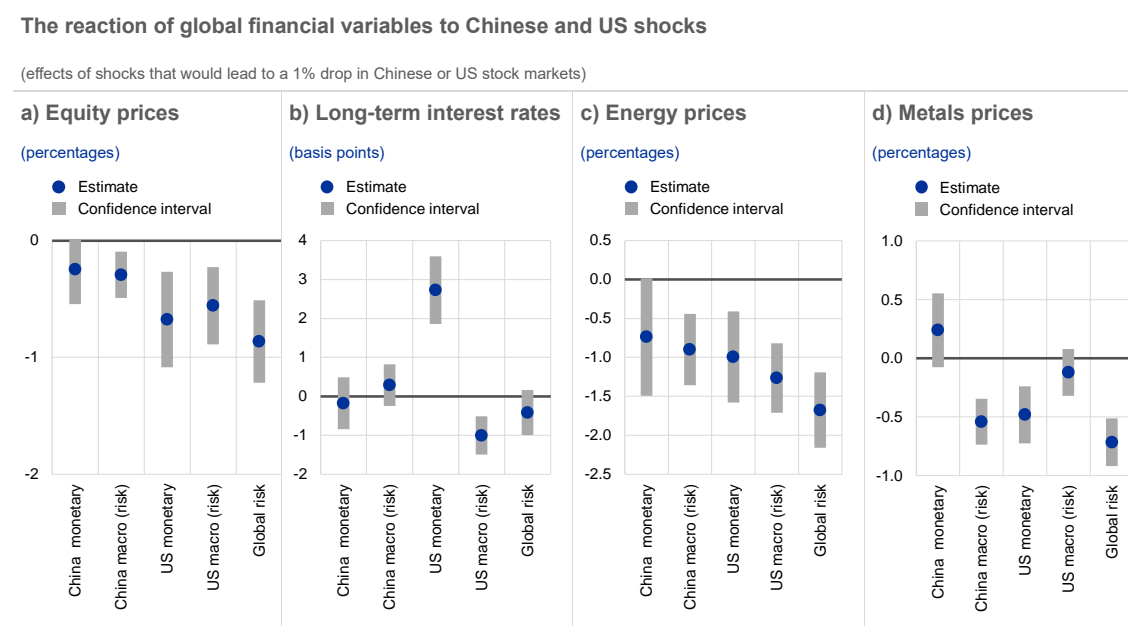 The reaction of global financial variables to Chinese and US shocks
(effects of shocks that would lead to a 1% drop in Chinese or US stock markets)
a) Equity prices
(percentages)
Estimate
Confidence interval
0
-1
-2
China monetary
China macro (risk)
US monetary
US macro (risk)
Global risk
b) Long-term interest rates
(basis points)
Estimate
Confidence interval
4
3
2
1
0
-1
-2
China monetary
China macro (risk)
US monetary
US macro (risk)
Global risk
c) Energy prices
(percentages)
Estimate
Confidence interval
0.5
0.0
-0.5
-1.0
-1.5
-2.0
-2.5
China monetary
China macro (risk)
US monetary
US macro (risk)
Global risk
d) Metals prices
(percentages)
Estimate
Confidence interval
1.0
0.5
0.0
-0.5
-1.0
China monetary
China macro (risk)
US monetary
US macro (risk)
Global risk